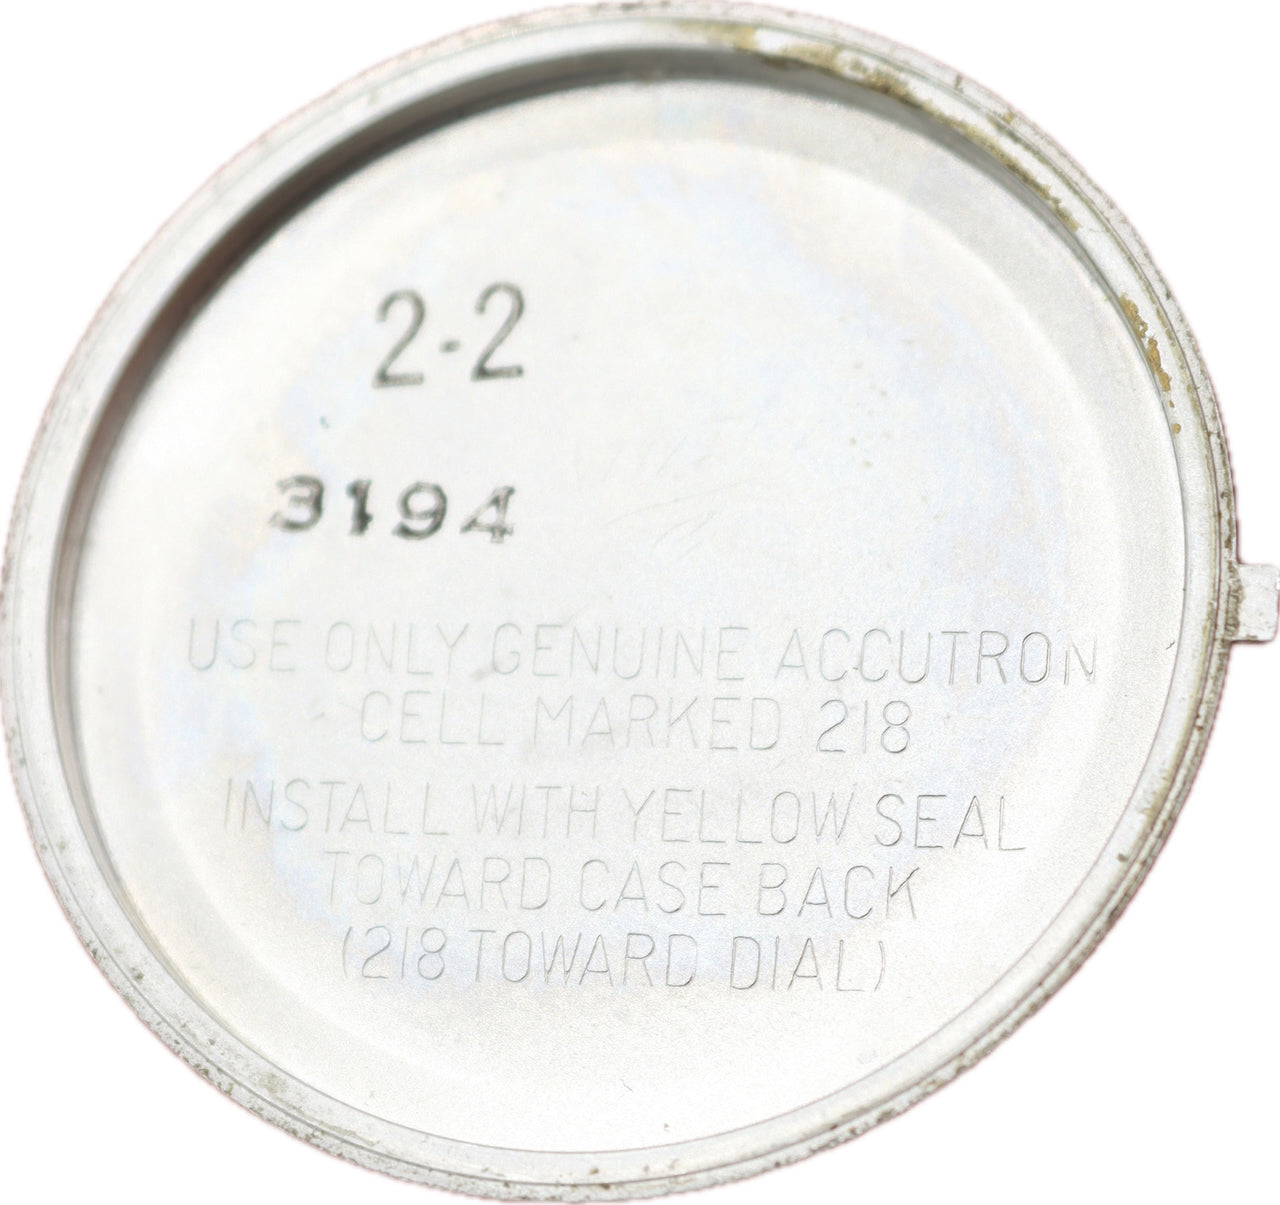 2-2
3194
USE ONLY GENUINE ACCUTRON
CELL MARKED 218
INSTALL WITH YELLOW SEAL
TOWARD CASE BACK
(218 TOWARD DIAL)